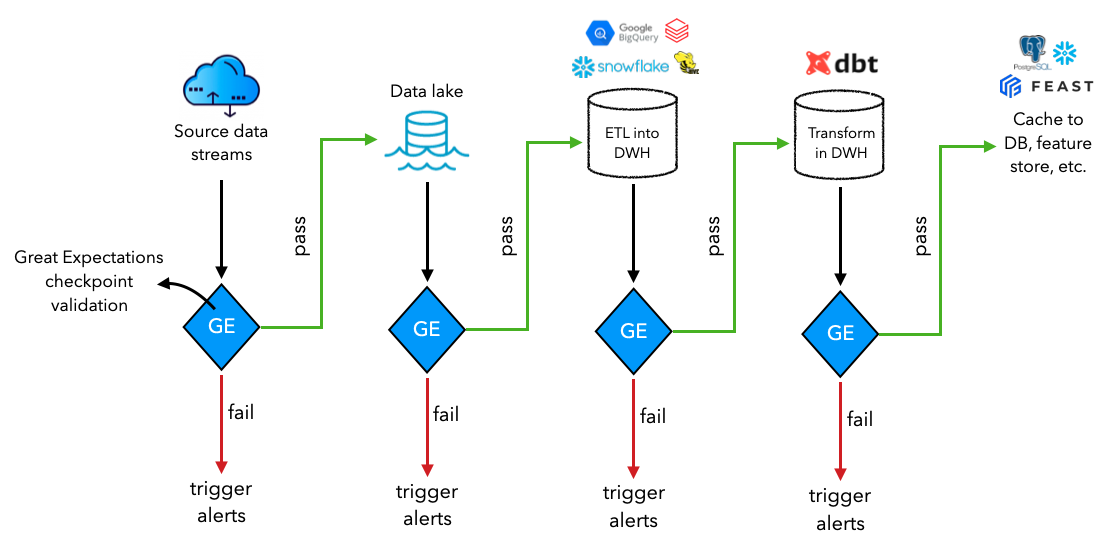 Google
BigQuery
snowflake
HIVE
dbt
PostgreSQL
FEAST
Source data
streams
Data lake
ETL into
DWH
Transform
in DWH
Cache to
DB, feature
store, etc.
pass
pass
pass
pass
Great Expectations
checkpoint
validation
GE
GE
GE
GE
fail
fail
fail
fail
trigger
alerts
trigger
alerts
trigger
alerts
trigger
alerts